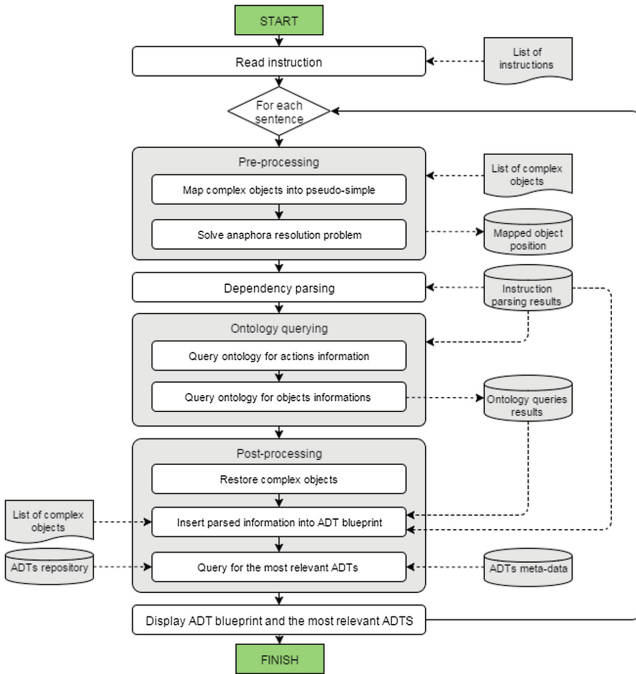 START
Read instruction
List of
instructions
For each
sentence
Pre-processing
Map complex objects into pseudo-simple
Solve anaphora resolution problem
List of complex
objects
Mapped object
position
Dependency parsing
Instruction
parsing results
Ontology querying
Query ontology for actions information
Query ontology for objects informations
Ontology queries
results
Post-processing
Restore complex objects
List of complex
objects
Insert parsed information into ADT blueprint
ADTs repository
Query for the most relevant ADTs
ADTs meta-data
Display ADT blueprint and the most relevant ADTS
FINISH